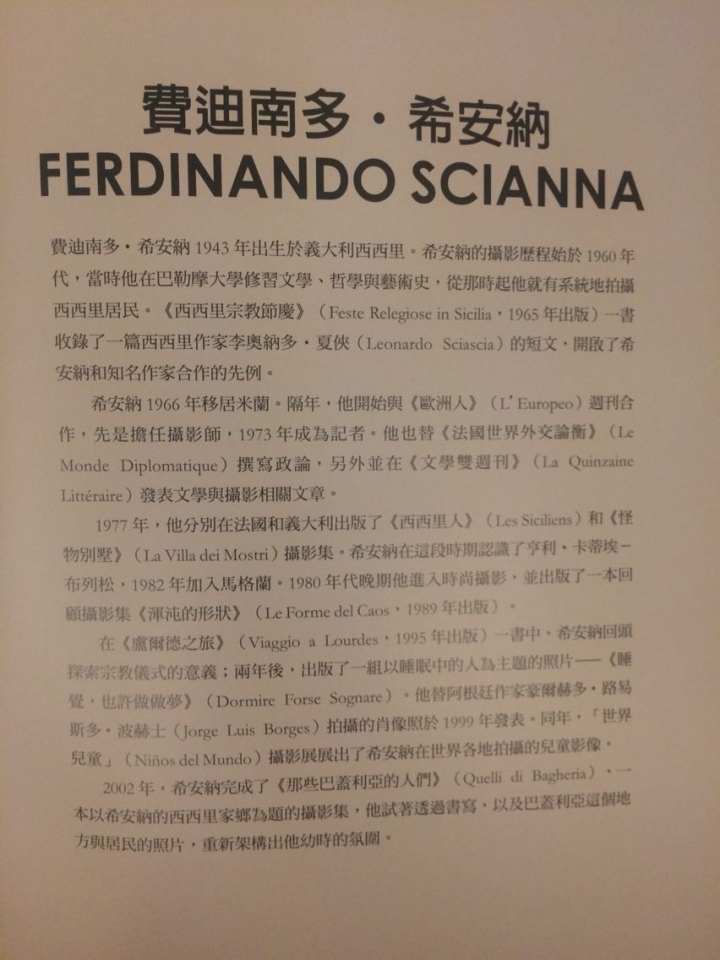 費迪南多・希安納
FERDINANDO SCIANNA
費迪南多・希安納 1943 年出生於義大利西西里。希安納的攝影歷程始於 1960 年
代，當時他在巴勒摩大學修習文學、哲學與藝術史，從那時起他就有系統地拍攝
西西里居民。《西西里宗教節慶》（Feste Relegiose in Sicilia，1965 年出版）一書
收錄了一篇西西里作家李奧納多・夏俠（Leonardo Sciascia）的短文，開啟了希
安納和知名作家合作的先例。
希安納 1966 年移居米蘭。隔年，他開始與《歐洲人》（L' Europeo）週刊合
作，先是擔任攝影師，1973 年成為記者。他也替《法國世界外交論衡》（Le
Monde Diplomatique）撰寫政論，另外並在《文學雙週刊》（La Quinzaine
Littéraire）發表文學與攝影相關文章。
1977 年，他分別在法國和義大利出版了《西西里人》（Les Siciliens）和《怪
物別墅》（La Villa dei Mostri）攝影集。希安納在這段時期認識了亨利・卡蒂埃－
布列松，1982 年加入馬格蘭。1980 年代晚期他進入時尚攝影，並出版了一本回
顧攝影集《渾沌的形狀》（Le Forme del Caos，1989 年出版）。
在《盧爾德之旅》（Viaggio a Lourdes，1995 年出版）一書中，希安納回頭
探索宗教儀式的意義；兩年後，出版了一組以睡眠中的人為主題的照片——《睡
覺，也許做做夢》（Dormire Forse Sognare）。他替阿根廷作家豪爾赫多・路易
斯多・波赫士（Jorge Luis Borges）拍攝的肖像照於 1999 年發表。同年，「世界
兒童」（Niños del Mundo）攝影展展出了希安納在世界各地拍攝的兒童影像。
2002 年，希安納完成了《那些巴蓋利亞的人們》（Quelli di Bagheria），一
本以希安納的西西里家鄉為題的攝影集，他試著透過書寫，以及巴蓋利亞這個地
方與居民的照片，重新架構出他幼時的氛圍。